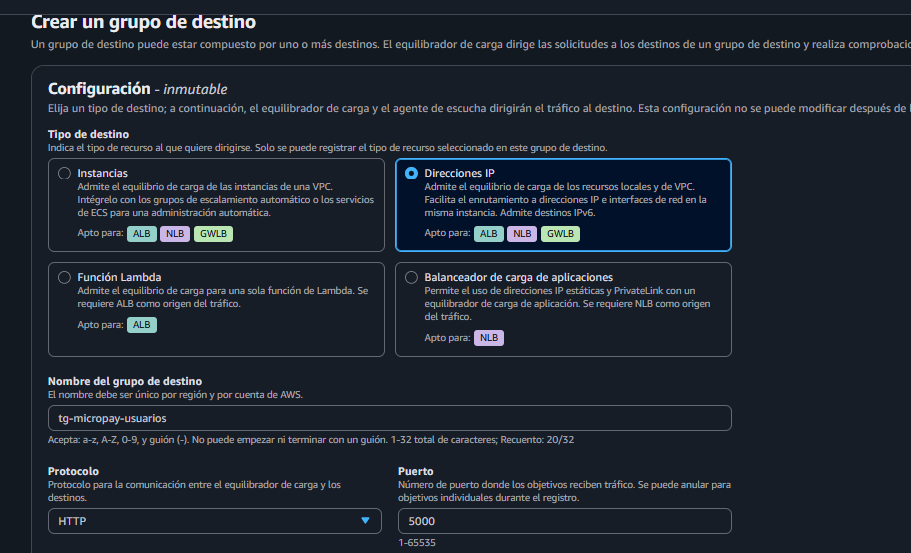 Crear un grupo de destino
Un grupo de destino puede estar compuesto por uno o más destinos. El equilibrador de carga dirige las solicitudes a los destinos de un grupo de destino y realiza comprobacio
Configuración - inmutable
Elija un tipo de destino; a continuación, el equilibrador de carga y el agente de escucha dirigirán el tráfico al destino. Esta configuración no se puede modificar después de
Tipo de destino
Indica el tipo de recurso al que quiere dirigirse. Solo se puede registrar el tipo de recurso seleccionado en este grupo de destino.
Instancias
Admite el equilibrio de carga de las instancias de una VPC.
Intégrelo con los grupos de escalamiento automático o los servicios
de ECS para una administración automática.
Apto para: ALB NLB GWLB
Direcciones IP
Admite el equilibrio de carga de los recursos locales y de VPC.
Facilita el enrutamiento a direcciones IP e interfaces de red en la
misma instancia. Admite destinos IPv6.
Apto para: ALB NLB GWLB
Función Lambda
Admite el equilibrio de carga para una sola función de Lambda. Se
requiere ALB como origen del tráfico.
Apto para: ALB
Balanceador de carga de aplicaciones
Permite el uso de direcciones IP estáticas y PrivateLink con un
equilibrador de carga de aplicación. Se requiere NLB como origen
del tráfico.
Apto para: NLB
Nombre del grupo de destino
El nombre debe ser único por región y por cuenta de AWS.
tg-micropay-usuarios
Acepta: a-z, A-Z, 0-9, y guión (-). No puede empezar ni terminar con un guión. 1-32 total de caracteres; Recuento: 20/32
Protocolo
Protocolo para la comunicación entre el equilibrador de carga y los
destinos.
HTTP
Puerto
Número de puerto donde los objetivos reciben tráfico. Se puede anular para
objetivos individuales durante el registro.
5000
1-65535